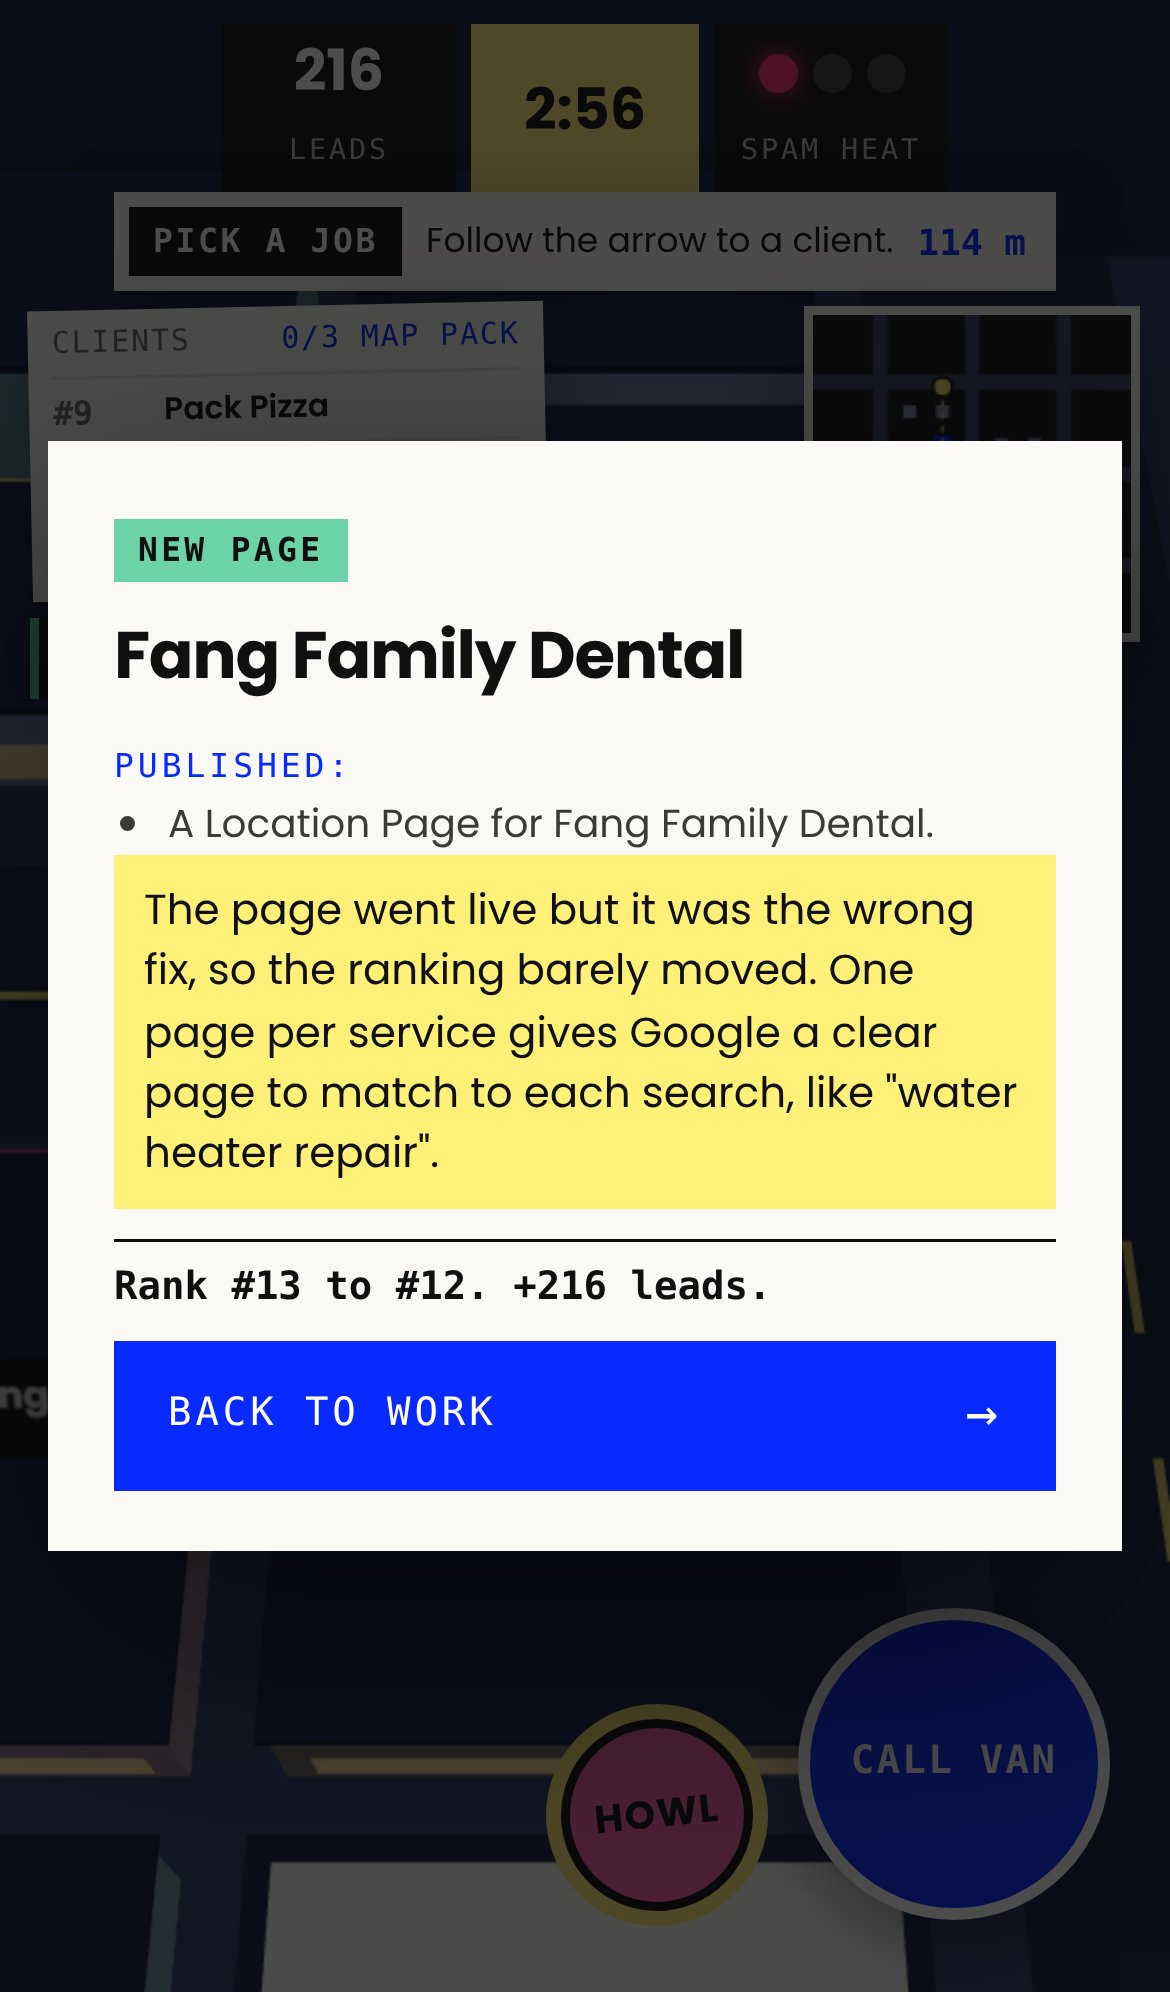 216
LEADS
2:56
SPAM HEAT
PICK A JOB Follow the arrow to a client. 114 m
CLIENTS 0/3 MAP PACK
#9 Pack Pizza
NEW PAGE
Fang Family Dental
PUBLISHED:
• A Location Page for Fang Family Dental.
The page went live but it was the wrong
fix, so the ranking barely moved. One
page per service gives Google a clear
page to match to each search, like "water
heater repair".
Rank #13 to #12. +216 leads.
BACK TO WORK →
ng
CALL VAN
HOWL